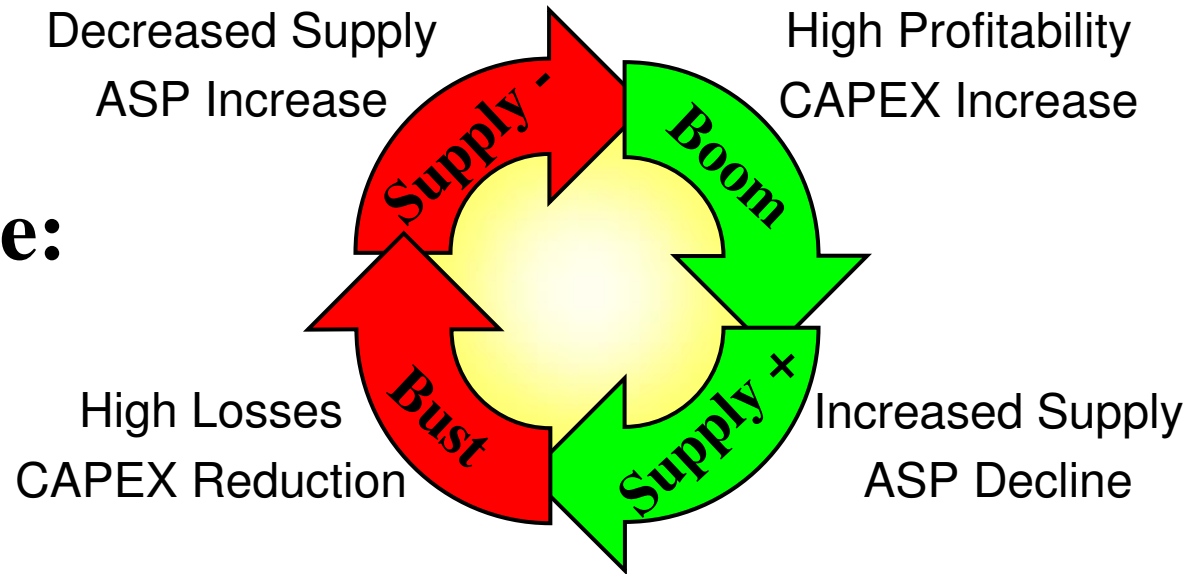 Decreased Supply
ASP Increase
High Profitability
CAPEX Increase
Supply -
Boom
e:
Bust
Supply +
High Losses
CAPEX Reduction
Increased Supply
ASP Decline